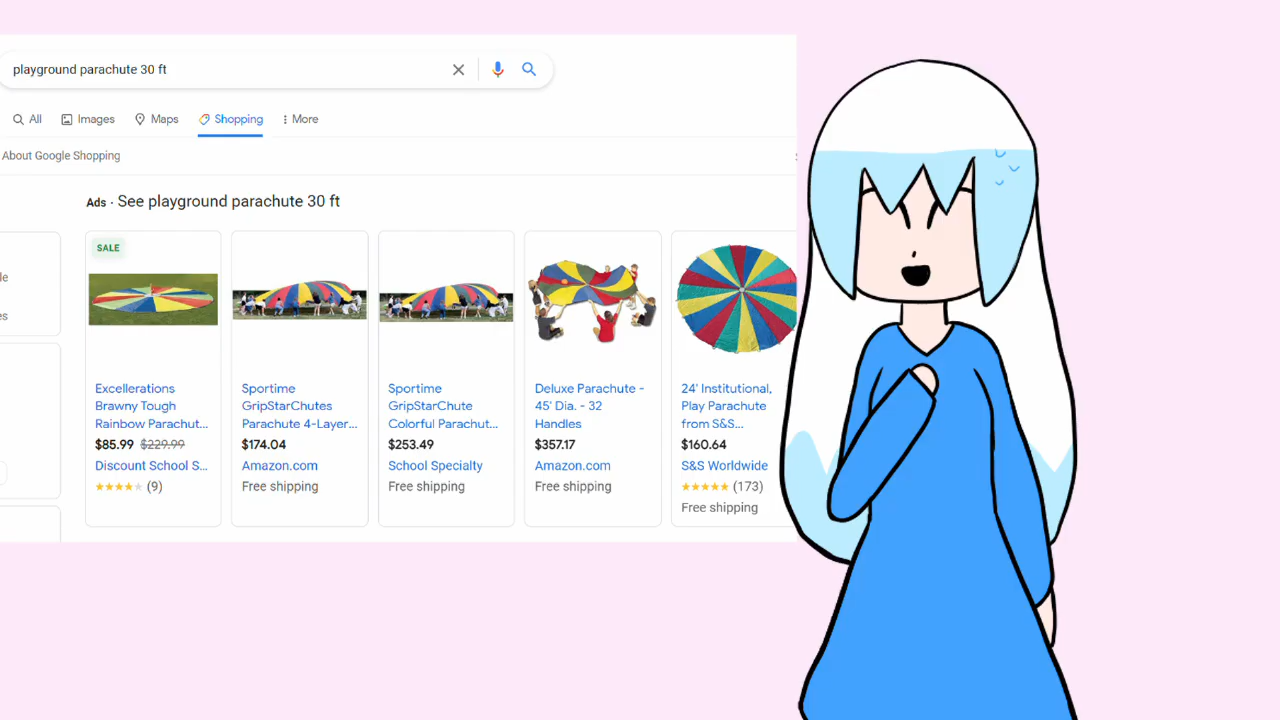 playground parachute 30 ft
All Images Maps Shopping More
About Google Shopping
Ads · See playground parachute 30 ft
SALE
Excellerations
Brawny Tough
Rainbow Parachut...
$85.99 $229.99
Discount School S...
(9)
Sportime
GripStarChutes
Parachute 4-Layer...
$174.04
Amazon.com
Free shipping
Sportime
GripStarChute
Colorful Parachut...
$253.49
School Specialty
Free shipping
Deluxe Parachute -
45' Dia. - 32
Handles
$357.17
Amazon.com
Free shipping
24' Institutional,
Play Parachute
from S&S...
$160.64
S&S Worldwide
(173)
Free shipping